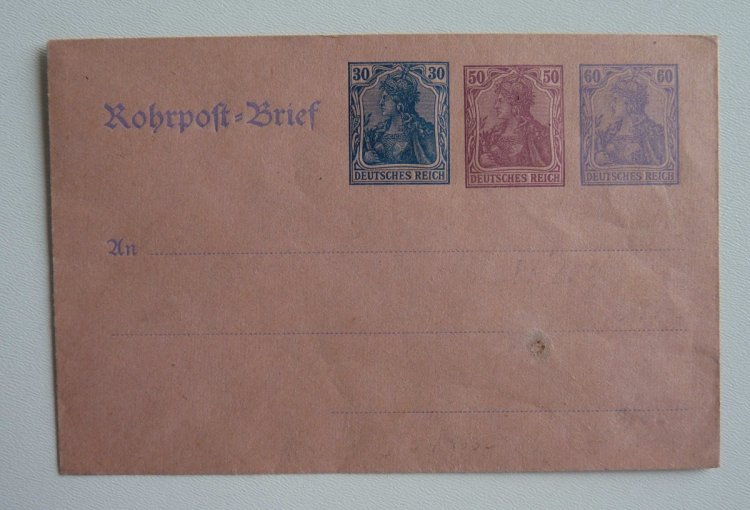 30 30 50 50 60 60
Rohrpost-Brief
DEUTSCHES REICH DEUTSCHES REICH DEUTSCHES REICH
An